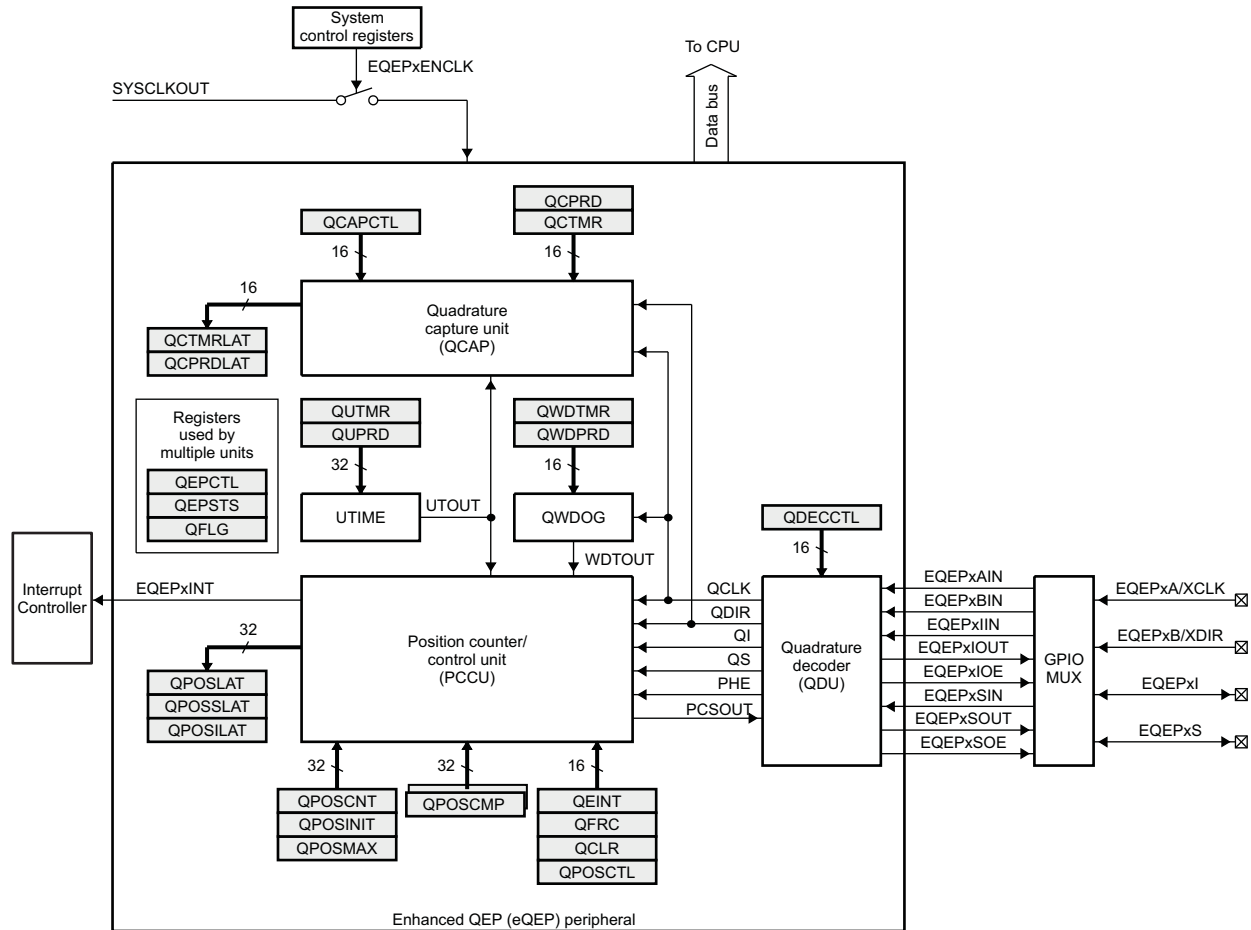 System
control registers
To CPU
EQEPxENCLK
SYSCLKOUT
Data bus
QCPRD
QCAPCTL
QCTMR
16
16
16
Quadrature
capture unit
(QCAP)
QCTMRLAT
QCPRDLAT
Registers
used by
multiple units
QUTMR
QUPRD
QWDTMR
QWDPRD
32
16
QEPCTL
QEPSTS
QFLG
UTIME
UTOUT
QWDOG
QDECCTL
WDTOUT
16
Interrupt
Controller
EQEPxINT
32
Position counter/
control unit
(PCCU)
QCLK
QDIR
QI
QS
PHE
PCSOUT
Quadrature
decoder
(QDU)
EQEPxAIN
EQEPxBIN
EQEPxIIN
EQEPxIOUT
EQEPxIOE
EQEPxSIN
EQEPxSOUT
EQEPxSOE
GPIO
MUX
EQEPxA/XCLK
EQEPxB/XDIR
EQEPxI
EQEPxS
QPOSLAT
QPOSSLAT
QPOSILAT
32
32
16
QPOSCNT
QPOSINIT
QPOSMAX
QPOSCMP
QEINT
QFRC
QCLR
QPOSCTL
Enhanced QEP (eQEP) peripheral